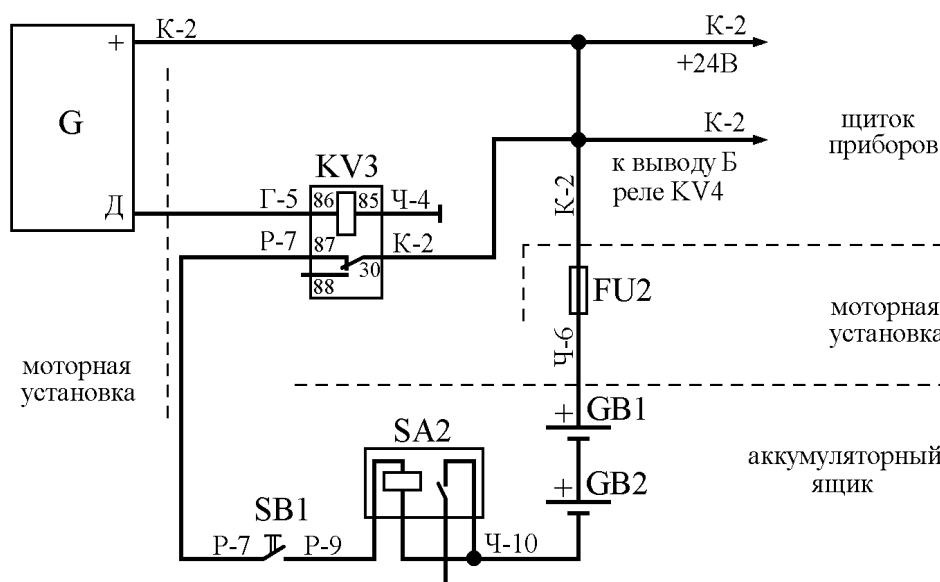 К-2
К-2
+
+24В
G
К-2
щиток
приборов
KV3
к выводу Б
реле KV4
К-2
Д
Г-5
86
85
Ч-4
Р-7
87
К-2
30
88
FU2
моторная
установка
Ч-6
моторная
установка
+
GB1
SA2
аккумуляторный
ящик
+
GB2
SB1
Р-7
Р-9
Ч-10